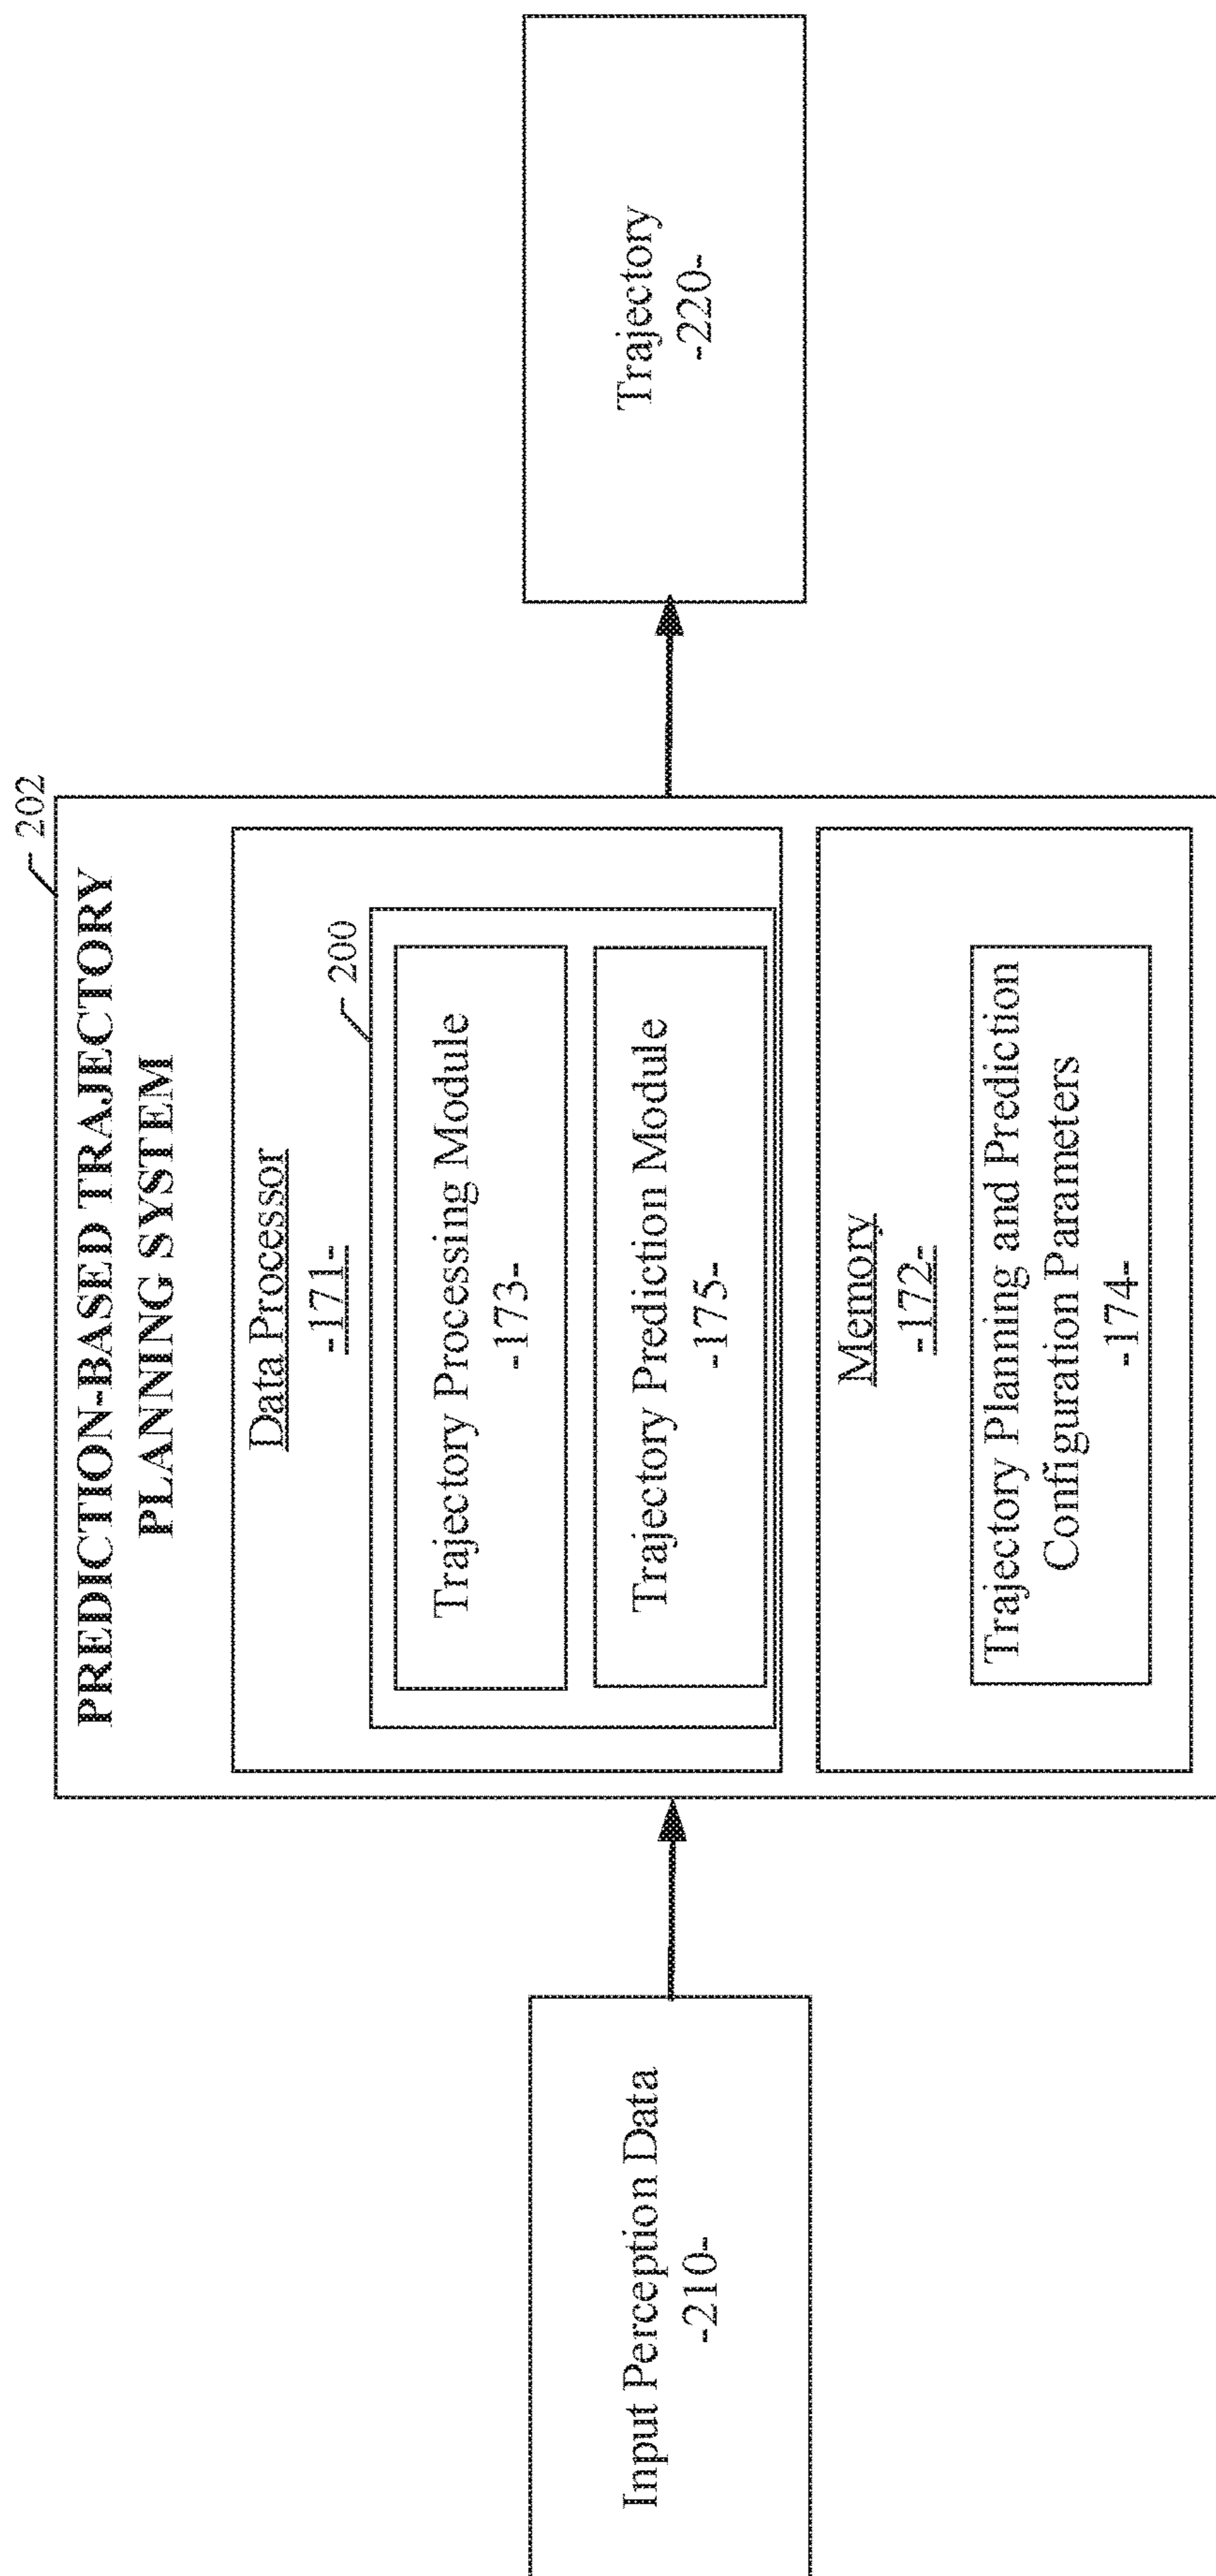 Input Perception Data
-210-
202
PREDICTION-BASED TRAJECTORY
PLANNING SYSTEM
Data Processor
-171-
200
Trajectory Processing Module
-173-
Trajectory Prediction Module
-175-
Memory
-172-
Trajectory Planning and Prediction
Configuration Parameters
-174-
Trajectory
-220-